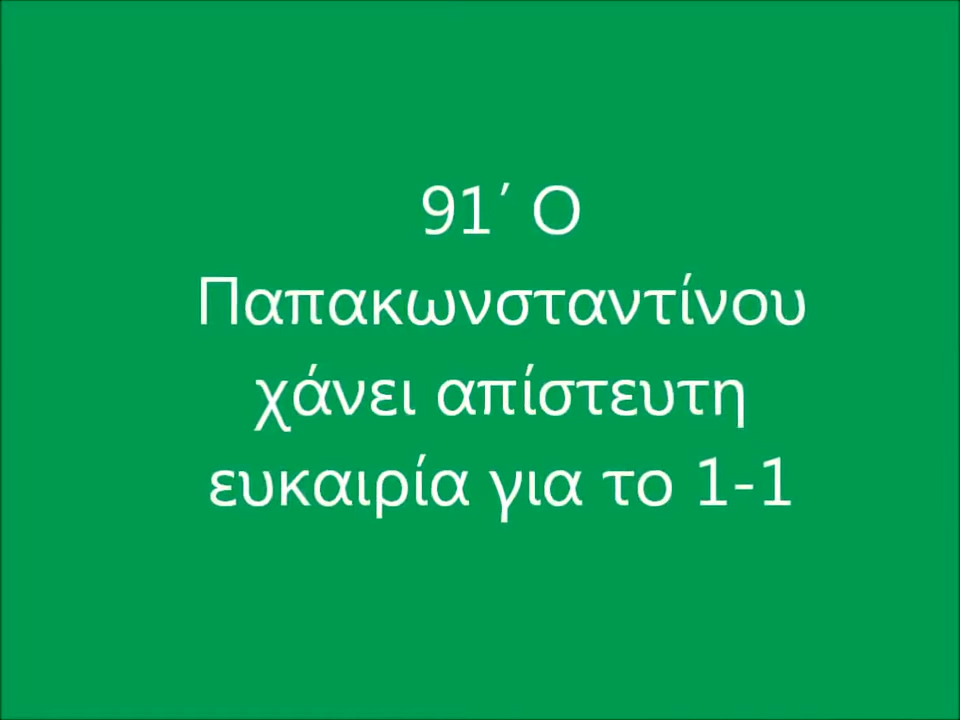 91΄ Ο
Παπακωνσταντίνου
χάνει απίστευτη
ευκαιρία για το 1-1